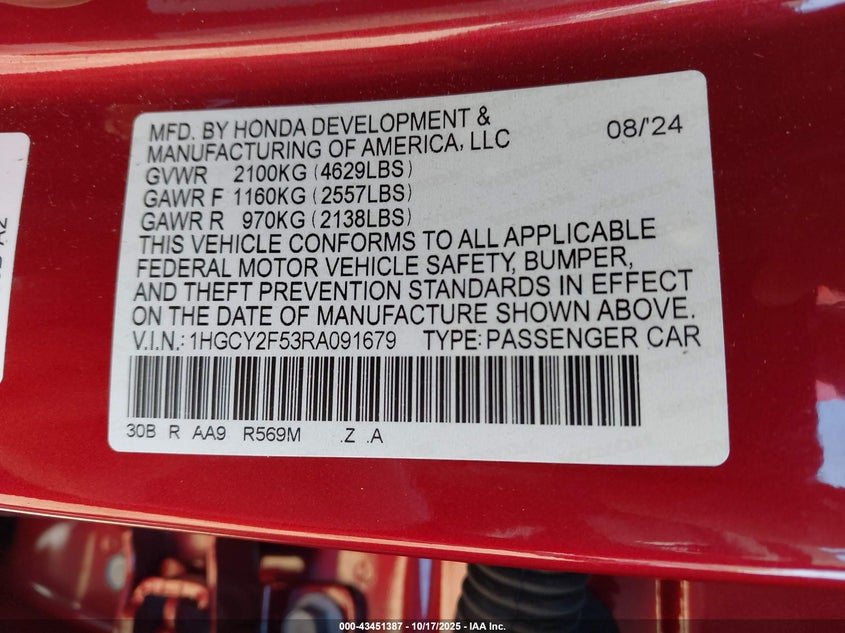 MFD. BY HONDA DEVELOPMENT & 08/'24
MANUFACTURING OF AMERICA, LLC
GVWR 2100KG (4629LBS)
GAWR F 1160KG (2557LBS)
GAWR R 970KG (2138LBS)
THIS VEHICLE CONFORMS TO ALL APPLICABLE
FEDERAL MOTOR VEHICLE SAFETY, BUMPER,
AND THEFT PREVENTION STANDARDS IN EFFECT
ON THE DATE OF MANUFACTURE SHOWN ABOVE.
V.I.N.: 1HGCY2F53RA091679 TYPE: PASSENGER CAR
30B R AA9 R569M .Z .A
000-43451387 - 10/17/2025 - IAA Inc.